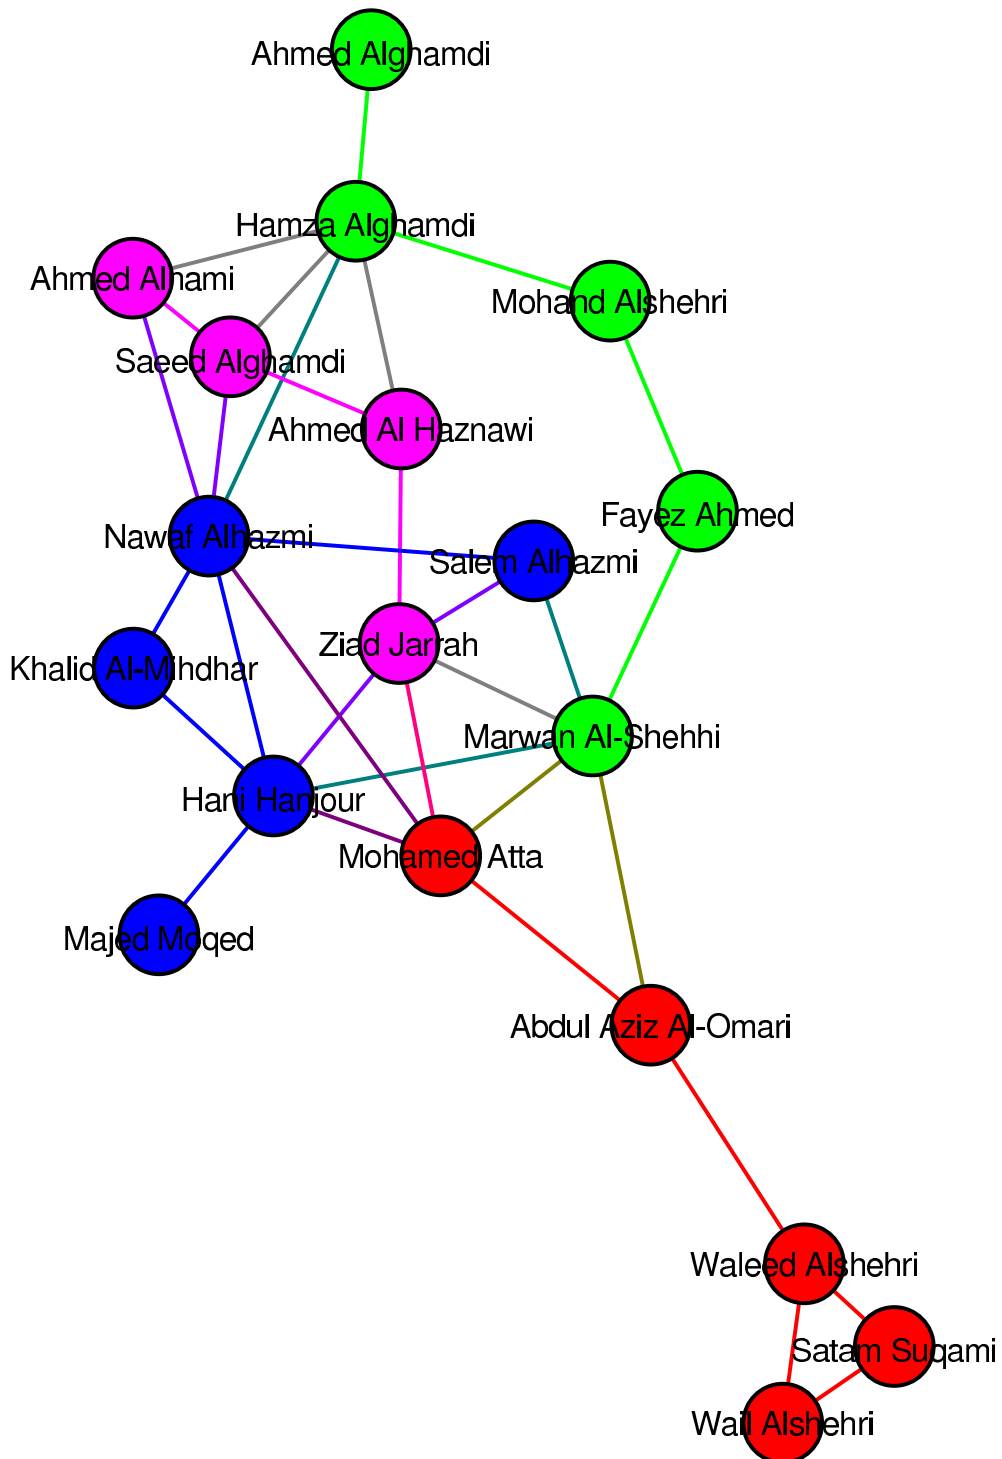 Ahmed Alghamdi
Hamza Alghamdi
Ahmed Alnami
Mohand Alshehri
Saeed Alghamdi
Ahmed Al Haznawi
Fayez Ahmed
Nawaf Alhazmi
Salem Alhazmi
Ziad Jarrah
Khalid Al-Mihdhar
Marwan Al-Shehhi
Hani Hanjour
Mohamed Atta
Majed Moqed
Abdul Aziz Al-Omari
Waleed Alshehri
Satam Suqami
Wail Alshehri